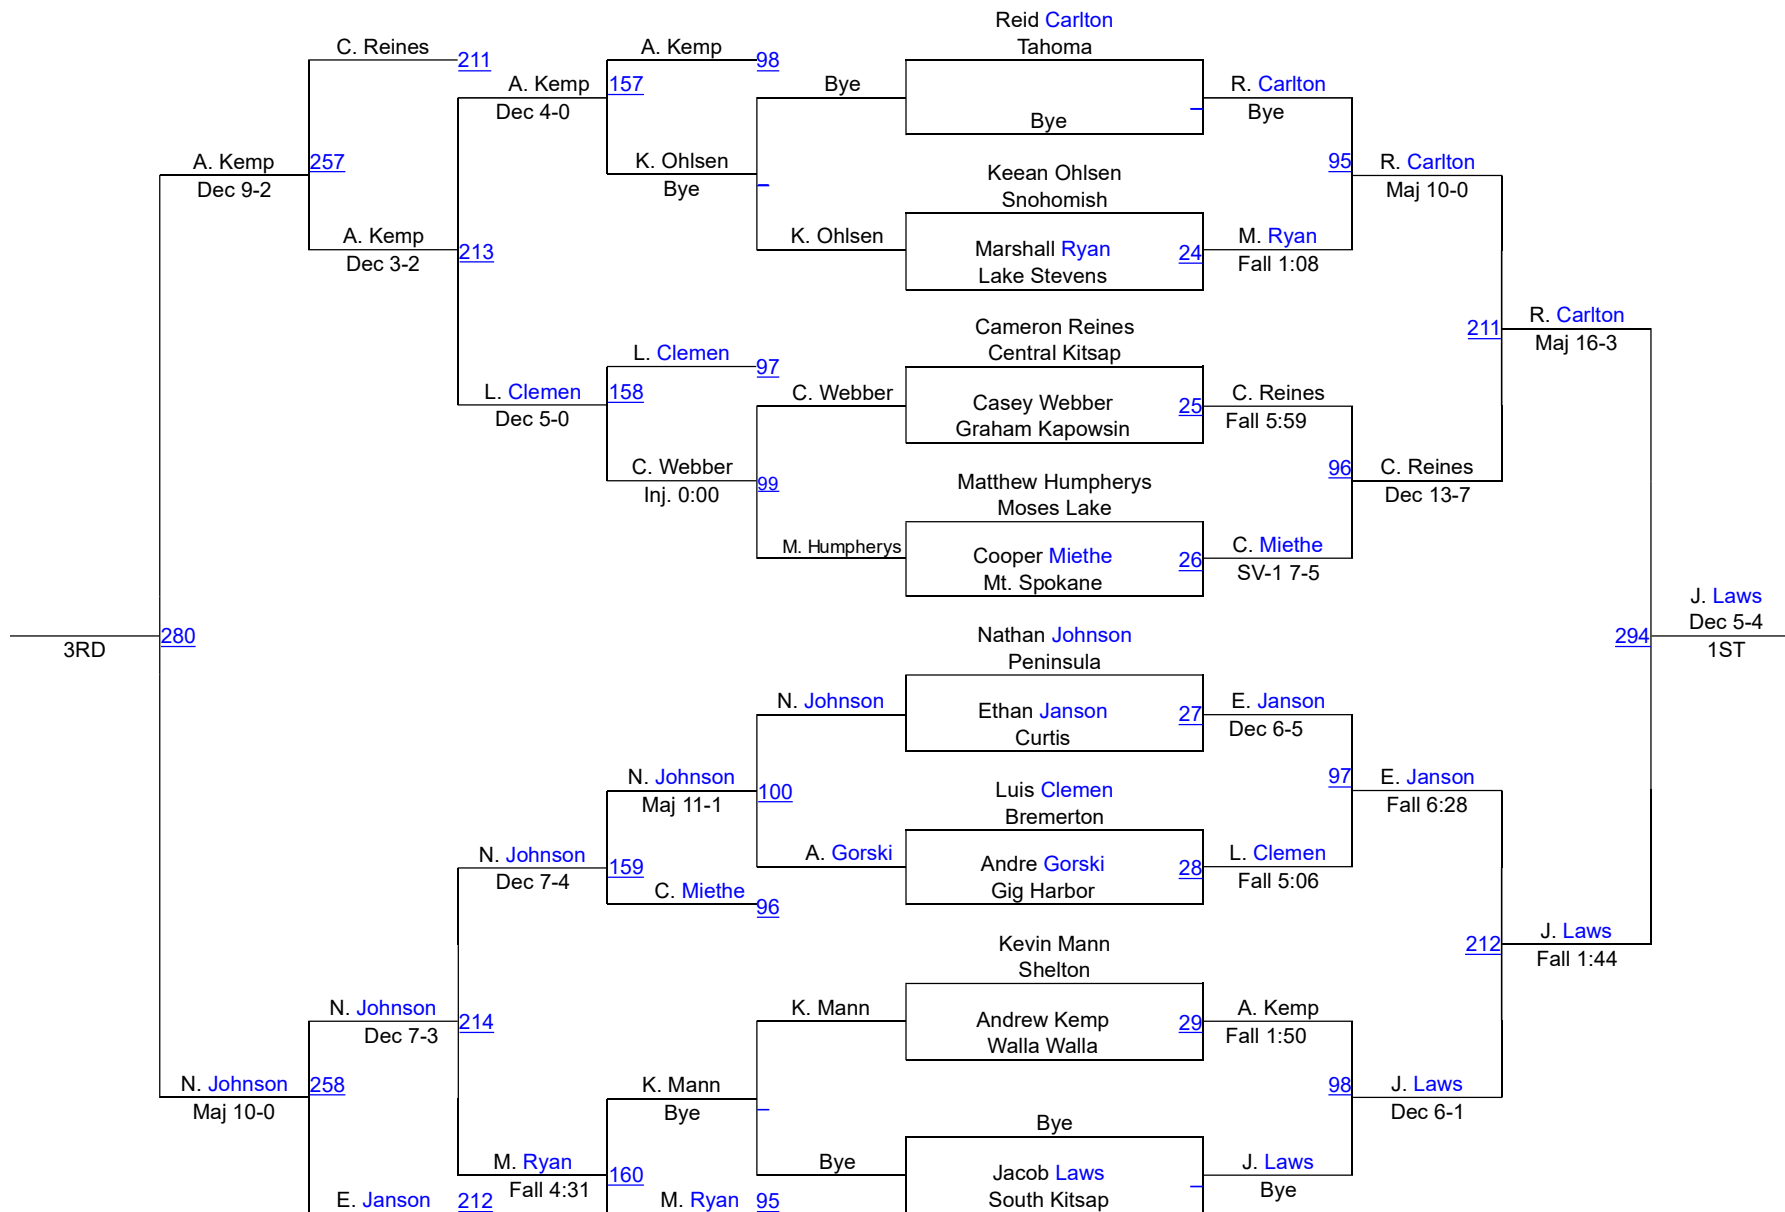 Reid Carlton
C. Reines
211
A. Kemp
98
Tahoma
A. Kemp
157
Bye
R. Carlton
Dec 4-0
Bye
Bye
A. Kemp
257
K. Ohlsen
Keean Ohlsen
95
R. Carlton
Dec 9-2
Bye
Snohomish
Maj 10-0
A. Kemp
213
K. Ohlsen
Marshall Ryan
24
M. Ryan
Dec 3-2
Lake Stevens
Fall 1:08
Cameron Reines
211
R. Carlton
L. Clemen
97
Central Kitsap
Maj 16-3
L. Clemen
158
C. Webber
Casey Webber
25
C. Reines
Dec 5-0
Graham Kapowsin
Fall 5:59
C. Webber
99
Matthew Humpherys
96
C. Reines
Inj. 0:00
Moses Lake
Dec 13-7
M. Humpherys
Cooper Miethe
26
C. Miethe
Mt. Spokane
SV-1 7-5
J. Laws
Dec 5-4
280
Nathan Johnson
294
3RD
Peninsula
1ST
N. Johnson
Ethan Janson
27
E. Janson
Curtis
Dec 6-5
N. Johnson
100
Luis Clemen
97
E. Janson
Maj 11-1
Bremerton
Fall 6:28
N. Johnson
159
A. Gorski
Andre Gorski
28
L. Clemen
Dec 7-4
Gig Harbor
Fall 5:06
C. Miethe
96
Kevin Mann
212
J. Laws
Shelton
Fall 1:44
N. Johnson
214
K. Mann
Andrew Kemp
29
A. Kemp
Dec 7-3
Walla Walla
Fall 1:50
N. Johnson
258
K. Mann
98
J. Laws
Maj 10-0
Bye
Dec 6-1
Bye
M. Ryan
160
Bye
Jacob Laws
J. Laws
Fall 4:31
South Kitsap
Bye
E. Janson
212
M. Ryan
95